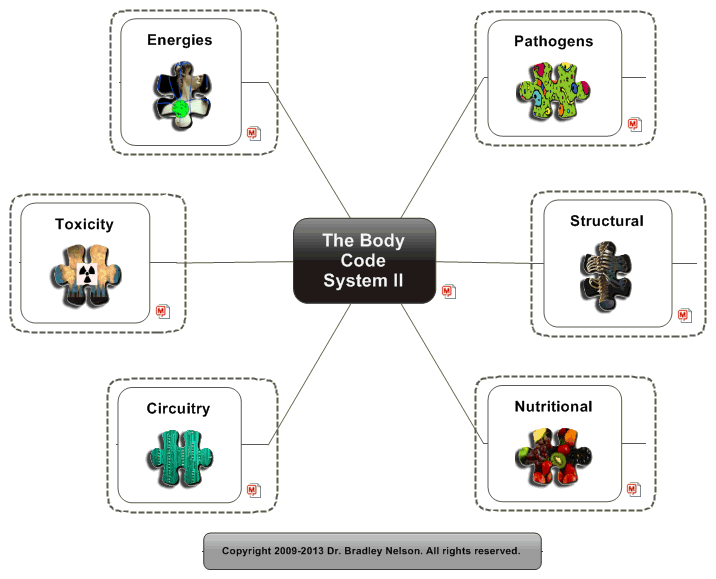 Energies
Pathogens
Toxicity
The Body
Code
System II
Structural
Circuitry
Nutritional
Copyright 2009-2013 Dr. Bradley Nelson. All rights reserved.
M
M
M
M
M
M
M